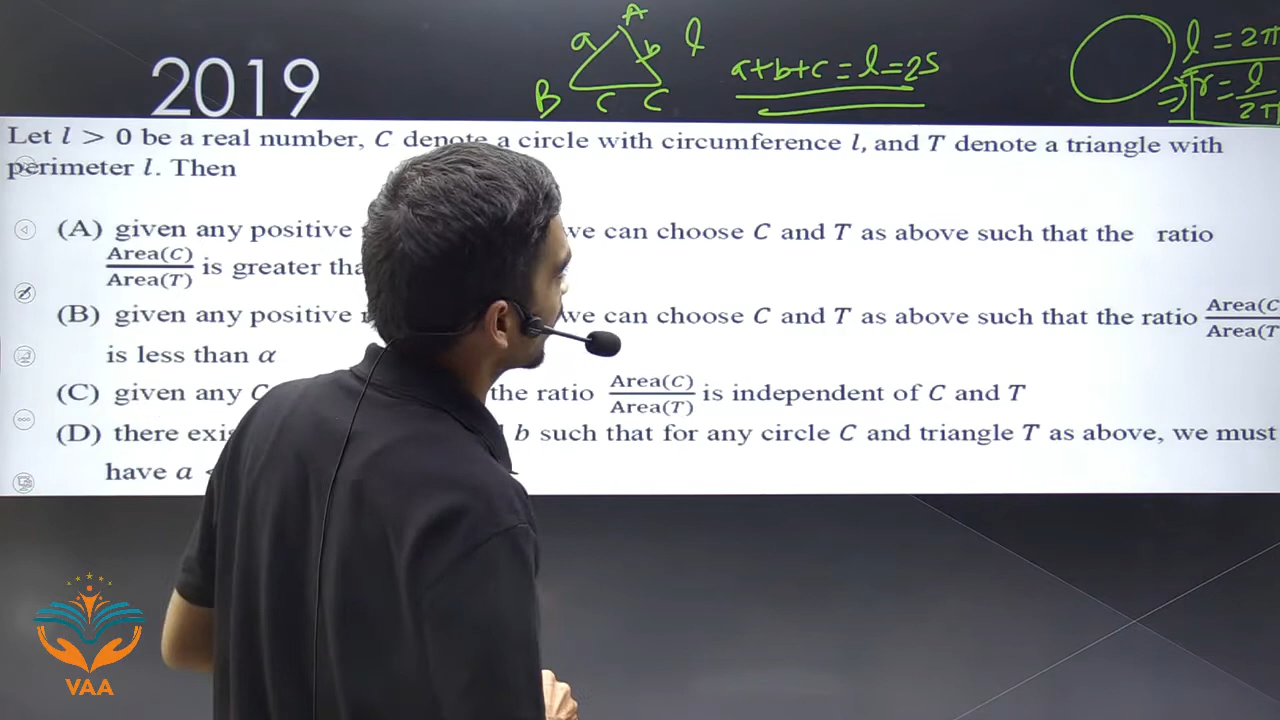 2019
A
a
b
l
B
C
C
a+b+c = l = 2S
l = 2π
⇒ r = l/2π
Let l > 0 be a real number, C denote a circle with circumference l, and T denote a triangle with
perimeter l. Then
(A) given any positive we can choose C and T as above such that the ratio
Area(C)/Area(T) is greater
(B) given any positive we can choose C and T as above such that the ratio Area(C/Area(T
is less than α
(C) given any the ratio Area(C)/Area(T) is independent of C and T
(D) there b such that for any circle C and triangle T as above, we must
have a
VAA